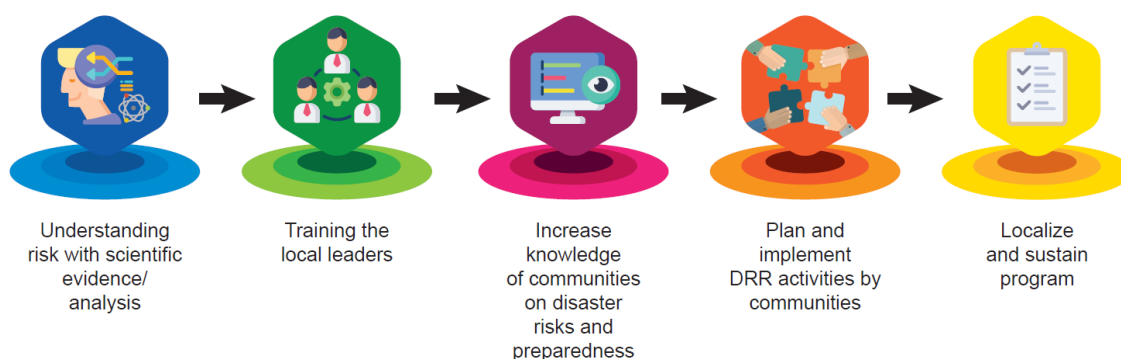 Understanding
risk with scientific
evidence/
analysis
Training the
local leaders
Increase
knowledge
of communities
on disaster
risks and
preparedness
Plan and
implement
DRR activities by
communities
Localize
and sustain
program